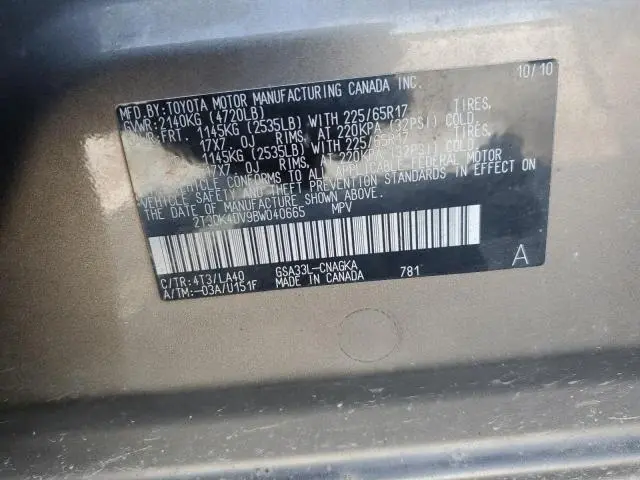 MFD. BY: TOYOTA MOTOR MANUFACTURING CANADA INC. 10/10
GVWR: 2140KG (4720LB)
GAWR: FRT 1145KG (2535LB) WITH 225/65R17 TIRES,
17X7 OJ RIMS, AT 220KPA (32PSI) COLD
1145KG (2535LB) WITH 225/65R17 TIRES,
17X7 OJ RIMS, AT 220KPA (32PSI) COLD
THIS VEHICLE CONFORMS TO ALL APPLICABLE FEDERAL MOTOR
VEHICLE SAFETY AND THEFT PREVENTION STANDARDS IN EFFECT ON
THE DATE OF MANUFACTURE SHOWN ABOVE.
2T3DK4DV9BW040665 MPV
A
C/TR: 4T3/LA40 GSA33L-CNAGKA 781
A/TM: -03A/U151F MADE IN CANADA